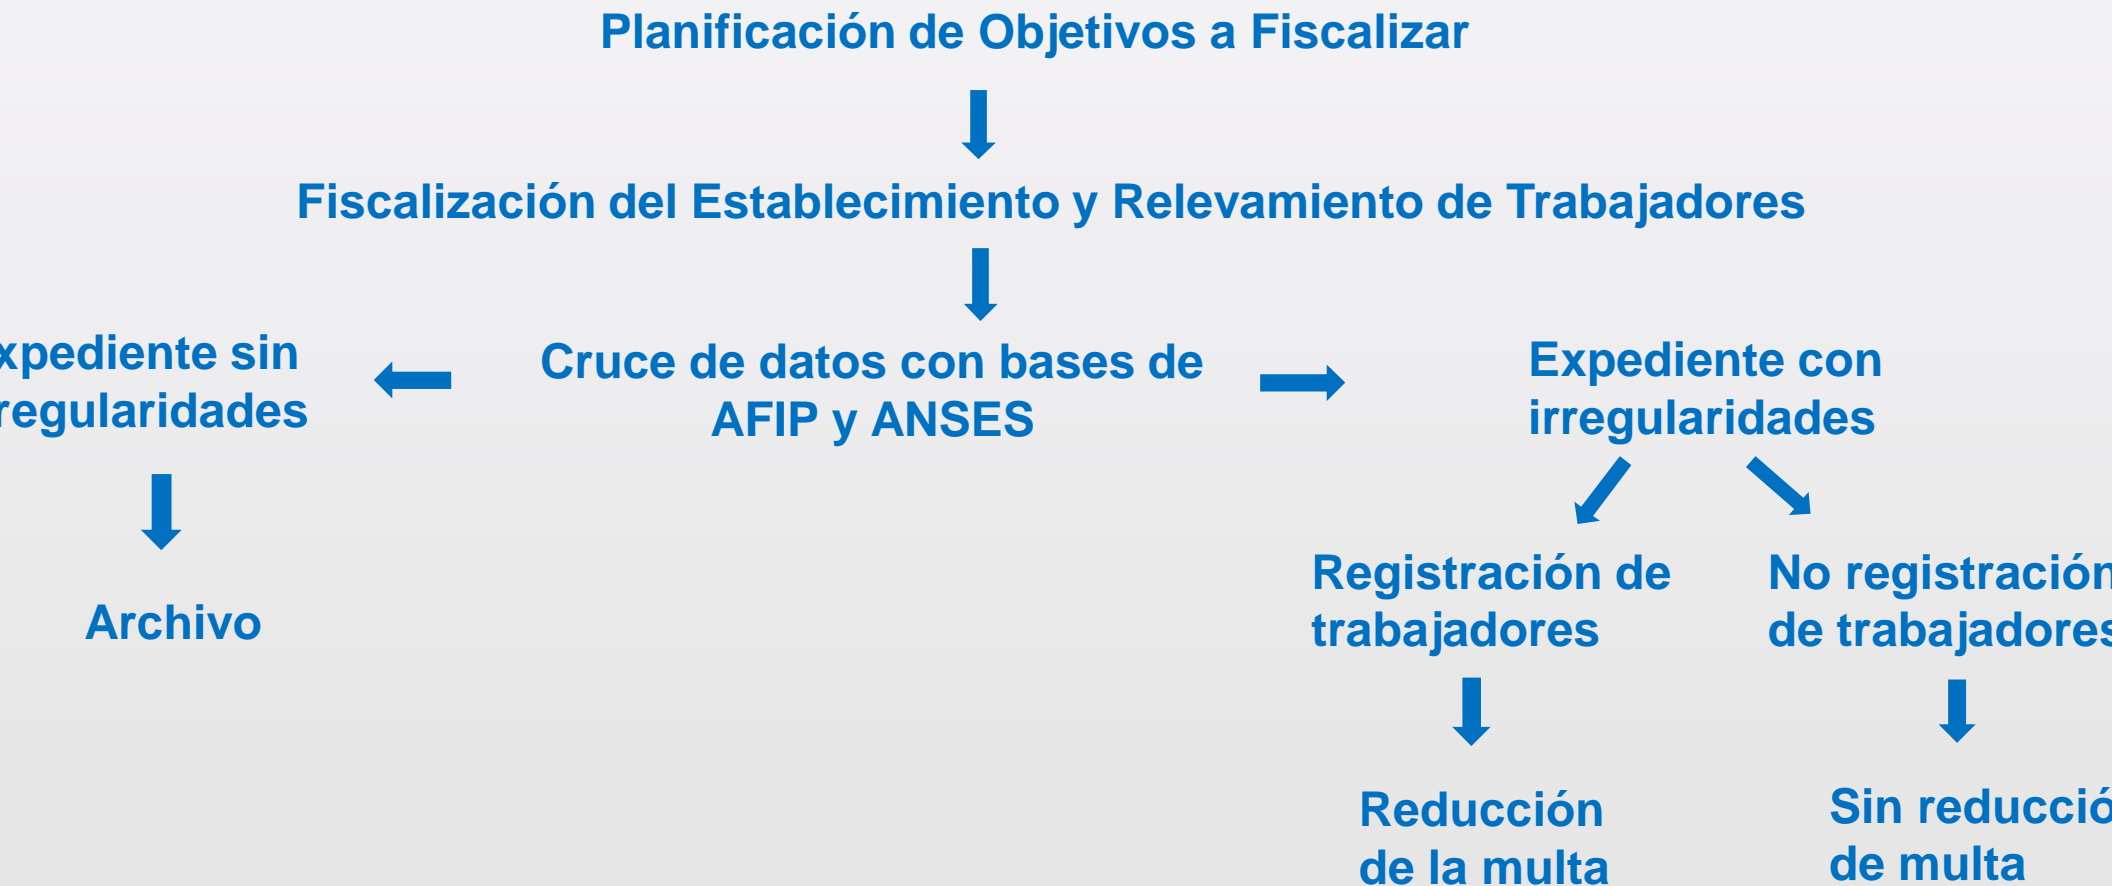 Planificación de Objetivos a Fiscalizar
Fiscalización del Establecimiento y Relevamiento de Trabajadores
xpediente sin
regularidades
Cruce de datos con bases de
AFIP y ANSES
Expediente con
irregularidades
Archivo
Registración de
trabajadores
No registración
de trabajadores
Reducción
de la multa
Sin reducció
de multa